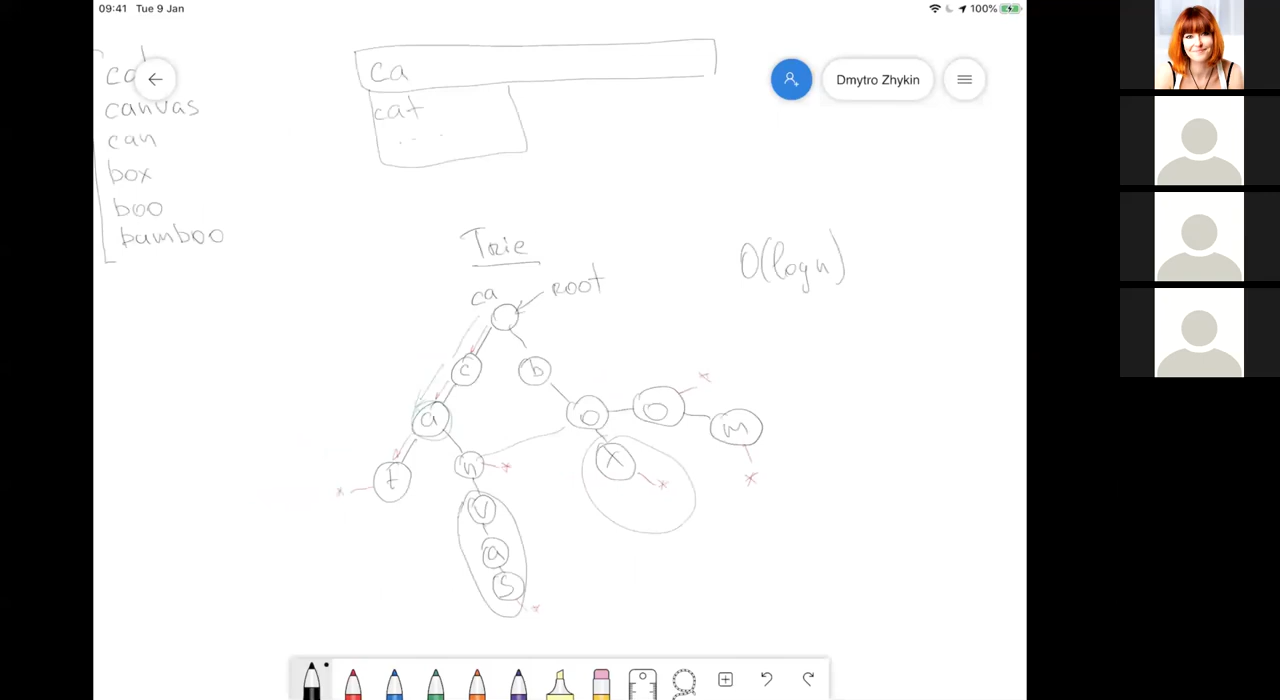 09:41 Tue 9 Jan
100%
Dmytro Zhykin
ca
canvas
can
box
boo
bamboo
ca
cat
...
Trie
O(log n)
ca
ROOT
c
b
a
o
o
m
t
n
x
v
a
s